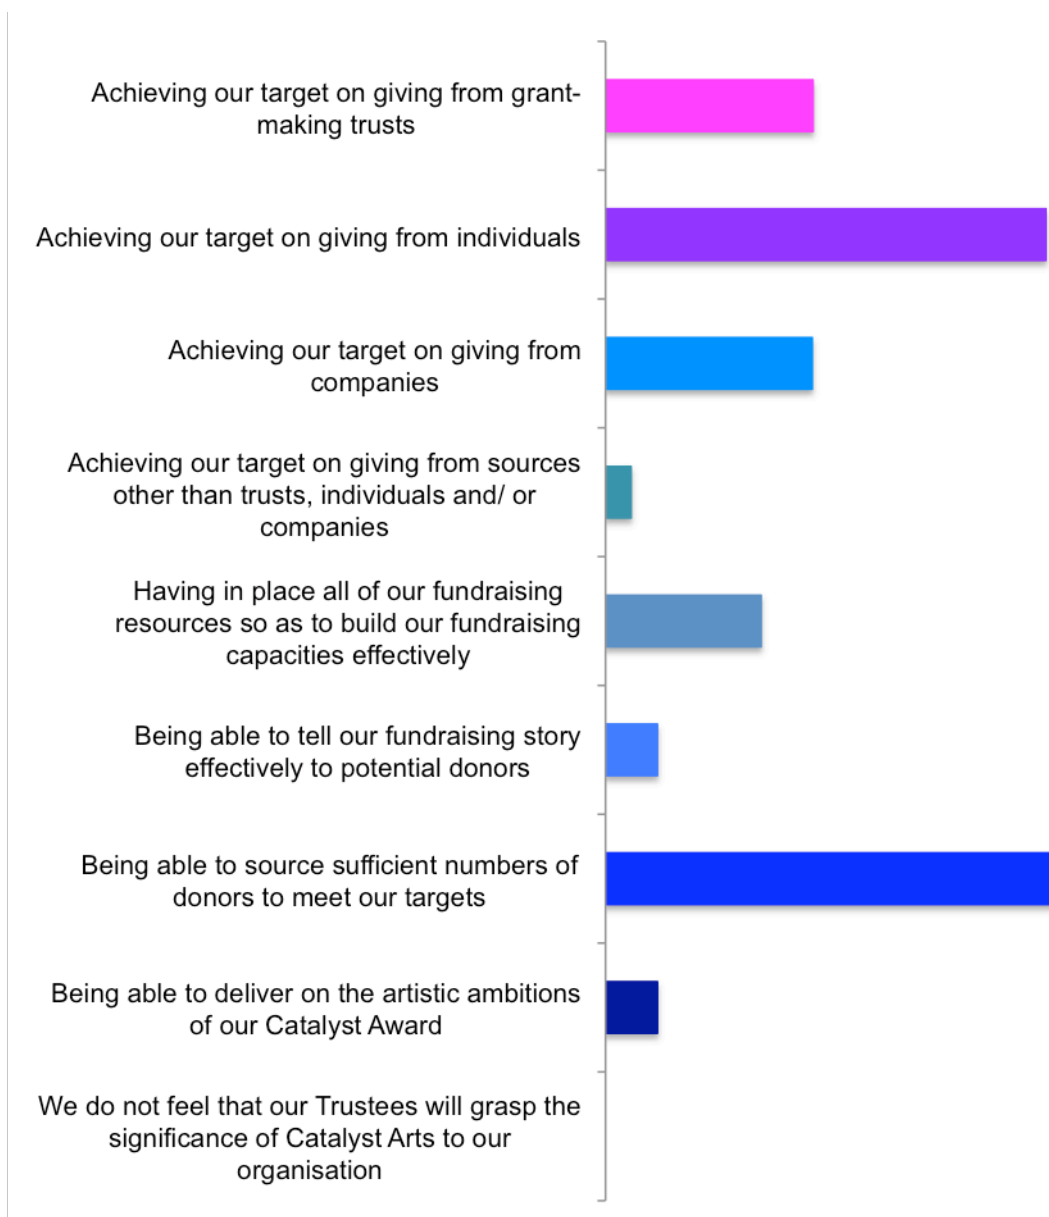 Achieving our target on giving from grant-
making trusts
Achieving our target on giving from individuals
Achieving our target on giving from
companies
Achieving our target on giving from sources
other than trusts, individuals and/ or
companies
Having in place all of our fundraising
resources so as to build our fundraising
capacities effectively
Being able to tell our fundraising story
effectively to potential donors
Being able to source sufficient numbers of
donors to meet our targets
Being able to deliver on the artistic ambitions
of our Catalyst Award
We do not feel that our Trustees will grasp the
significance of Catalyst Arts to our
organisation